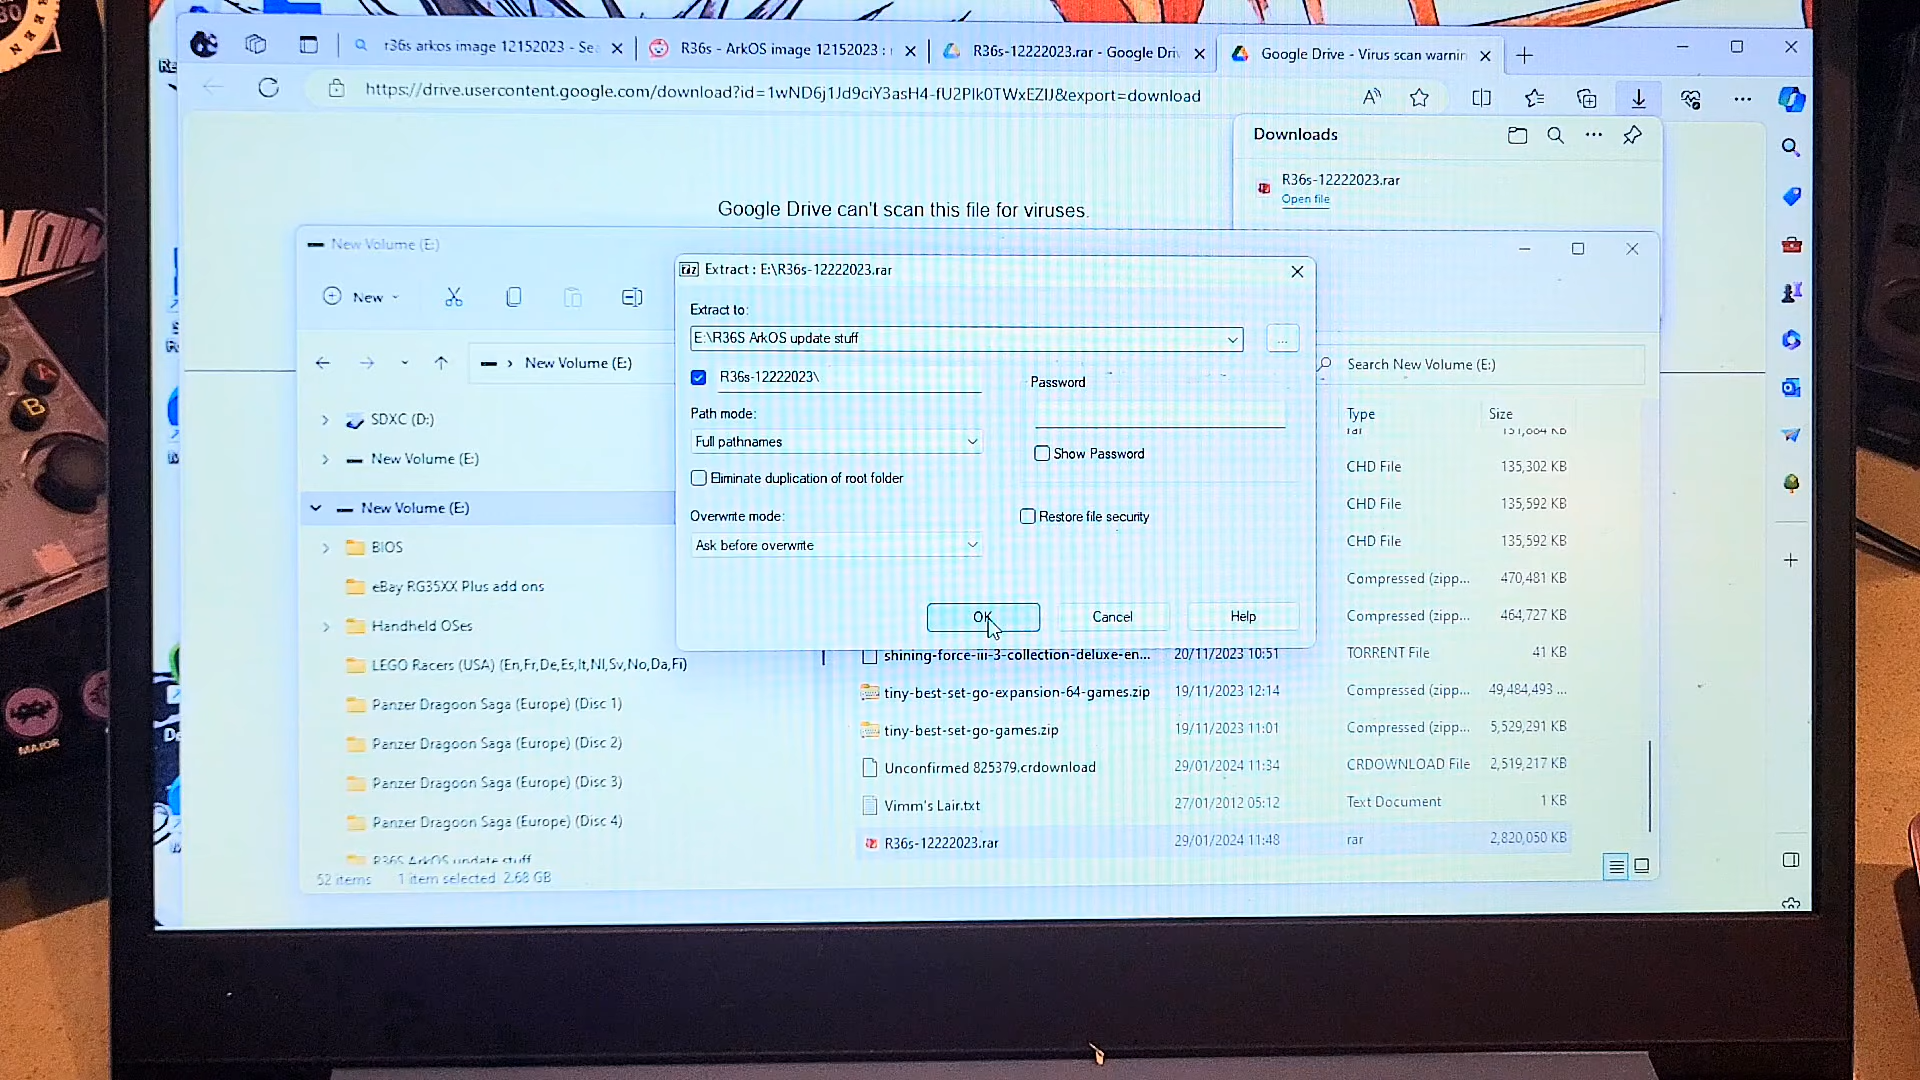 r36s arkos image 12152023 - Se
R36s - ArkOS image 12152023 :
R36s-12222023.rar - Google Dri
Google Drive - Virus scan warnin
https://drive.usercontent.google.com/download?id=1wND6j1Jd9ciY3asH4-fU2PIk0TWxEZIJ&export=download
Downloads
R36s-12222023.rar
Open file
Google Drive can't scan this file for viruses.
New Volume (E:)
New
New Volume (E:)
Search New Volume (E:)
Extract : E:\R36s-12222023.rar
Extract to:
E:\R36S ArkOS update stuff
...
R36s-12222023\
Password
Path mode:
Full pathnames
Show Password
Eliminate duplication of root folder
Overwrite mode:
Restore file security
Ask before overwrite
OK
Cancel
Help
SDXC (D:)
New Volume (E:)
New Volume (E:)
BIOS
eBay RG35XX Plus add ons
Handheld OSes
LEGO Racers (USA) (En,Fr,De,Es,It,Nl,Sv,No,Da,Fi)
Panzer Dragoon Saga (Europe) (Disc 1)
Panzer Dragoon Saga (Europe) (Disc 2)
Panzer Dragoon Saga (Europe) (Disc 3)
Panzer Dragoon Saga (Europe) (Disc 4)
R36S ArkOS update stuff
52 items 1 item selected 2.68 GB
Type Size
rar 151,664 KB
CHD File 135,302 KB
CHD File 135,592 KB
CHD File 135,592 KB
Compressed (zipp... 470,481 KB
Compressed (zipp... 464,727 KB
shining-force-iii-3-collection-deluxe-en... 20/11/2023 10:51 TORRENT File 41 KB
tiny-best-set-go-expansion-64-games.zip 19/11/2023 12:14 Compressed (zipp... 49,484,493 ...
tiny-best-set-go-games.zip 19/11/2023 11:01 Compressed (zipp... 5,529,291 KB
Unconfirmed 825379.crdownload 29/01/2024 11:34 CRDOWNLOAD File 2,519,217 KB
Vimm's Lair.txt 27/01/2012 05:12 Text Document 1 KB
R36s-12222023.rar 29/01/2024 11:48 rar 2,820,050 KB
A
B
MAJOR